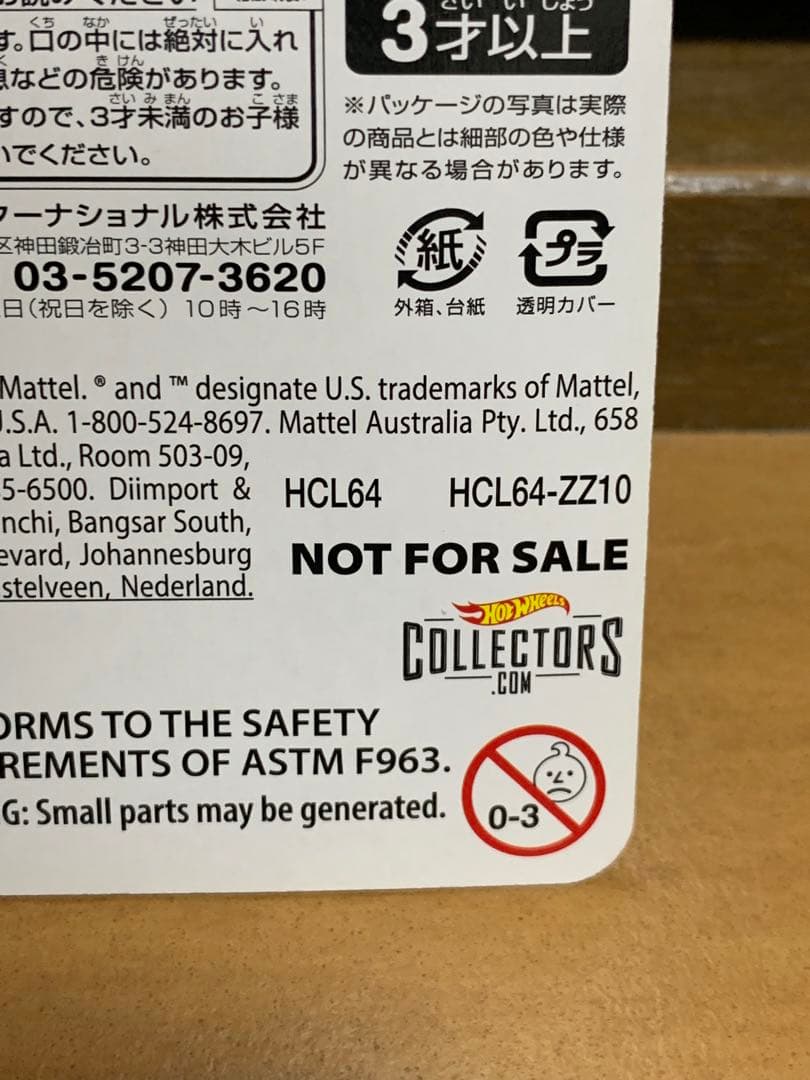 す。口の中には絶対に入れ
などの危険があります。
すので、3才未満のお子様
いでください。
3才以上
※パッケージの写真は実際
の商品とは細部の色や仕様
が異なる場合があります。
ターナショナル株式会社
区神田鍛冶町3-3神田大木ビル5F
03-5207-3620
日(祝日を除く) 10時～16時
紙
外箱、台紙
プラ
透明カバー
Mattel. ® and ™ designate U.S. trademarks of Mattel,
U.S.A. 1-800-524-8697. Mattel Australia Pty. Ltd., 658
a Ltd., Room 503-09,
5-6500. Diimport &
nchi, Bangsar South,
evard, Johannesburg
stelveen, Nederland.
HCL64 HCL64-ZZ10
NOT FOR SALE
HOT WHEELS
COLLECTORS
.COM
ORMS TO THE SAFETY
REMENTS OF ASTM F963.
G: Small parts may be generated.
0-3